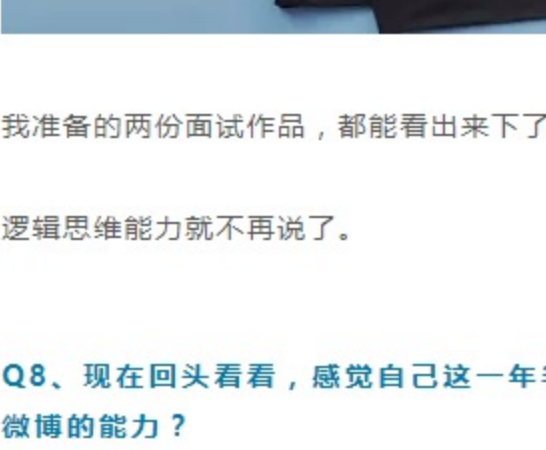 我准备的两份面试作品，都能看出来下了
逻辑思维能力就不再说了。
Q8、现在回头看看，感觉自己这一年
微博的能力？